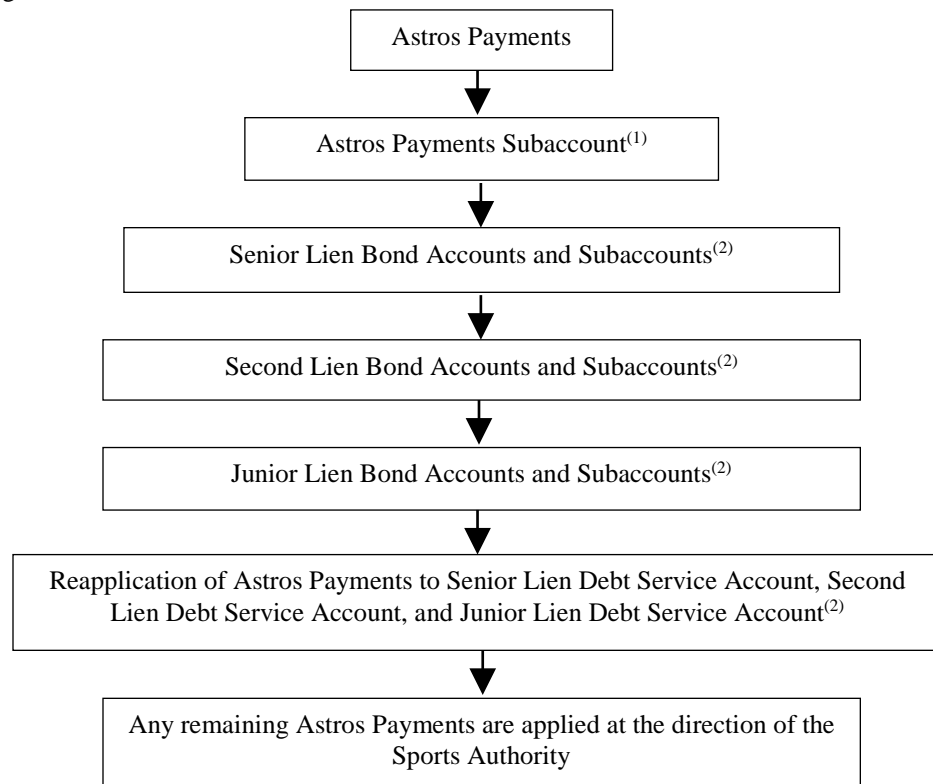 g
Astros Payments
Astros Payments Subaccount(1)
Senior Lien Bond Accounts and Subaccounts(2)
Second Lien Bond Accounts and Subaccounts(2)
Junior Lien Bond Accounts and Subaccounts(2)
Reapplication of Astros Payments to Senior Lien Debt Service Account, Second
Lien Debt Service Account, and Junior Lien Debt Service Account(2)
Any remaining Astros Payments are applied at the direction of the
Sports Authority